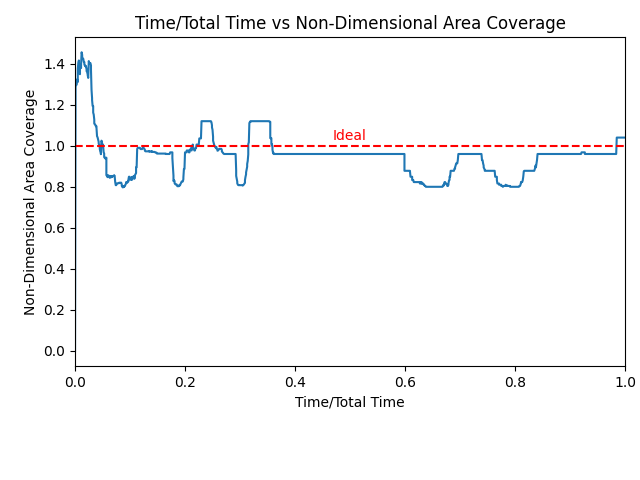 Time/Total Time vs Non-Dimensional Area Coverage
Non-Dimensional Area Coverage
1.4
1.2
1.0
0.8
0.6
0.4
0.2
0.0
Ideal
0.0 0.2 0.4 0.6 0.8 1.0
Time/Total Time